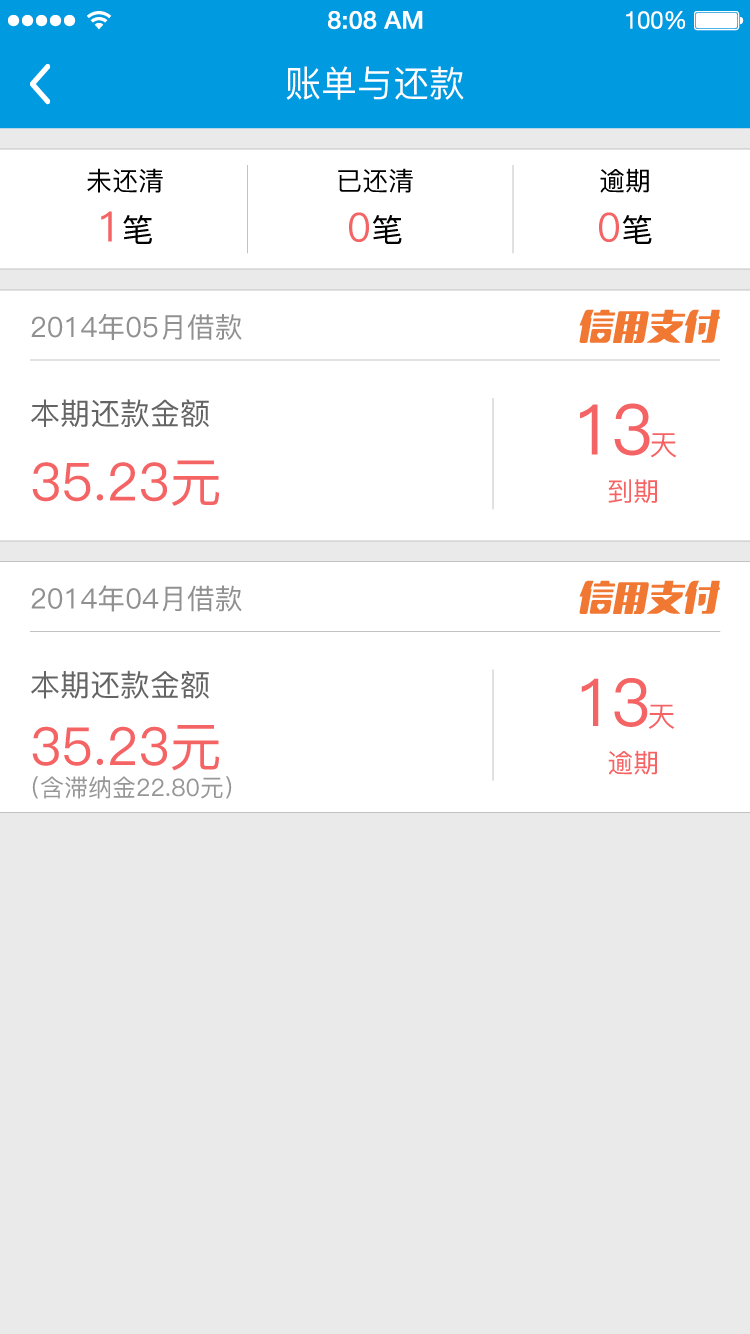 8:08 AM 100%
账单与还款
未还清 已还清 逾期
1笔 0笔 0笔
2014年05月借款 信用支付
本期还款金额 13天
35.23元 到期
2014年04月借款 信用支付
本期还款金额 13天
35.23元 逾期
(含滞纳金22.80元)